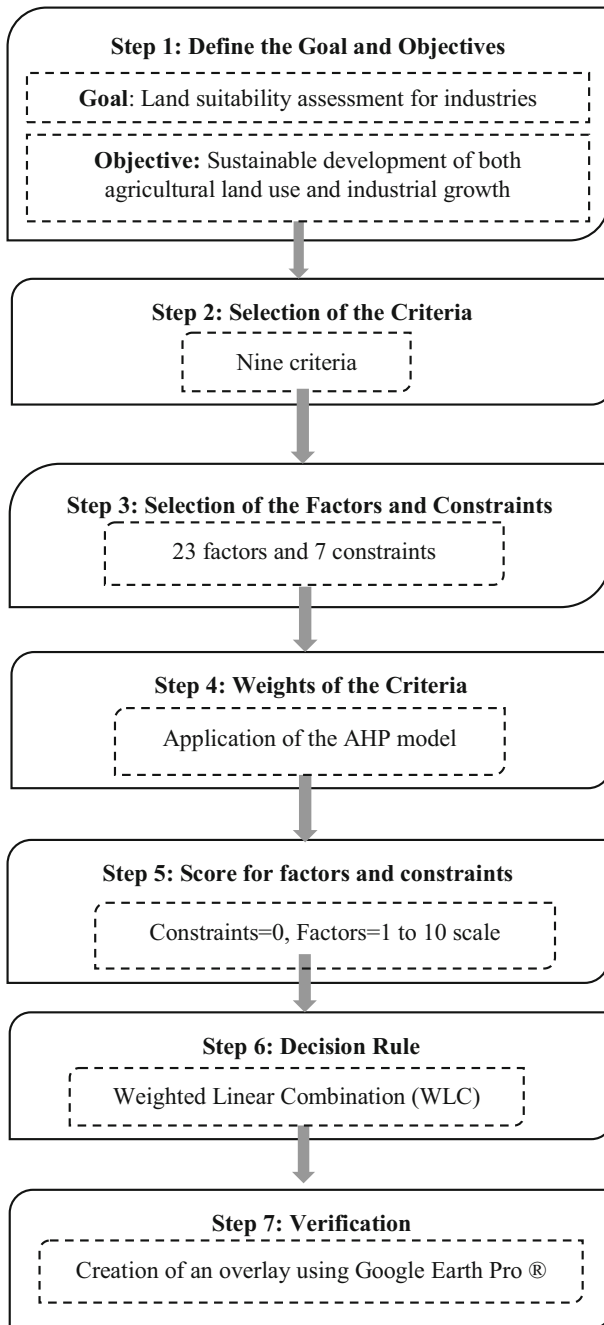 Step 1: Define the Goal and Objectives
Goal: Land suitability assessment for industries
Objective: Sustainable development of both
agricultural land use and industrial growth
Step 2: Selection of the Criteria
Nine criteria
Step 3: Selection of the Factors and Constraints
23 factors and 7 constraints
Step 4: Weights of the Criteria
Application of the AHP model
Step 5: Score for factors and constraints
Constraints=0, Factors=1 to 10 scale
Step 6: Decision Rule
Weighted Linear Combination (WLC)
Step 7: Verification
Creation of an overlay using Google Earth Pro ®